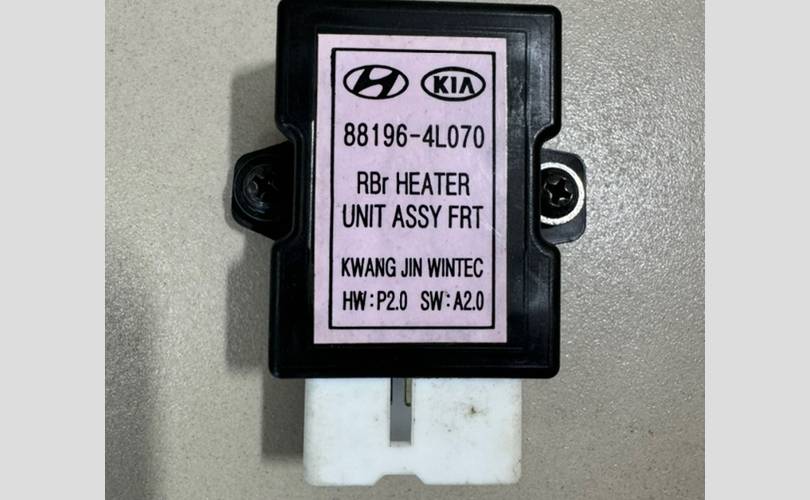 KIA
88196-4L070
RBr HEATER
UNIT ASSY FRT
KWANG JIN WINTEC
HW:P2.0 SW:A2.0